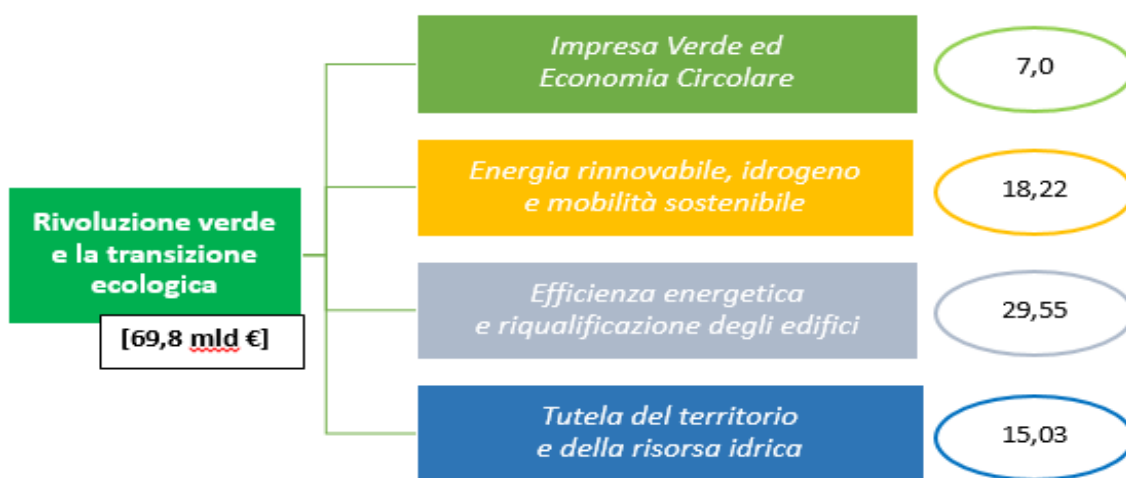 Rivoluzione verde
e la transizione
ecologica
[69,8 mld €]
Impresa Verde ed
Economia Circolare
7,0
Energia rinnovabile, idrogeno
e mobilità sostenibile
18,22
Efficienza energetica
e riqualificazione degli edifici
29,55
Tutela del territorio
e della risorsa idrica
15,03